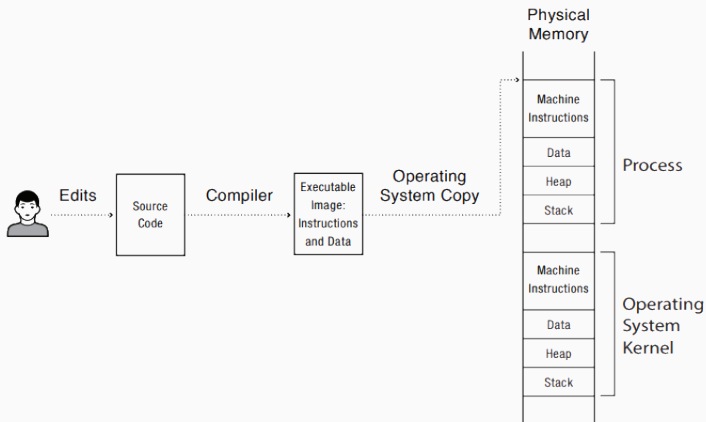 Physical
Memory
Edits
Source
Code
Compiler
Executable
Image:
Instructions
and Data
Operating
System Copy
Machine
Instructions
Data
Heap
Stack
Process
Machine
Instructions
Data
Heap
Stack
Operating
System
Kernel